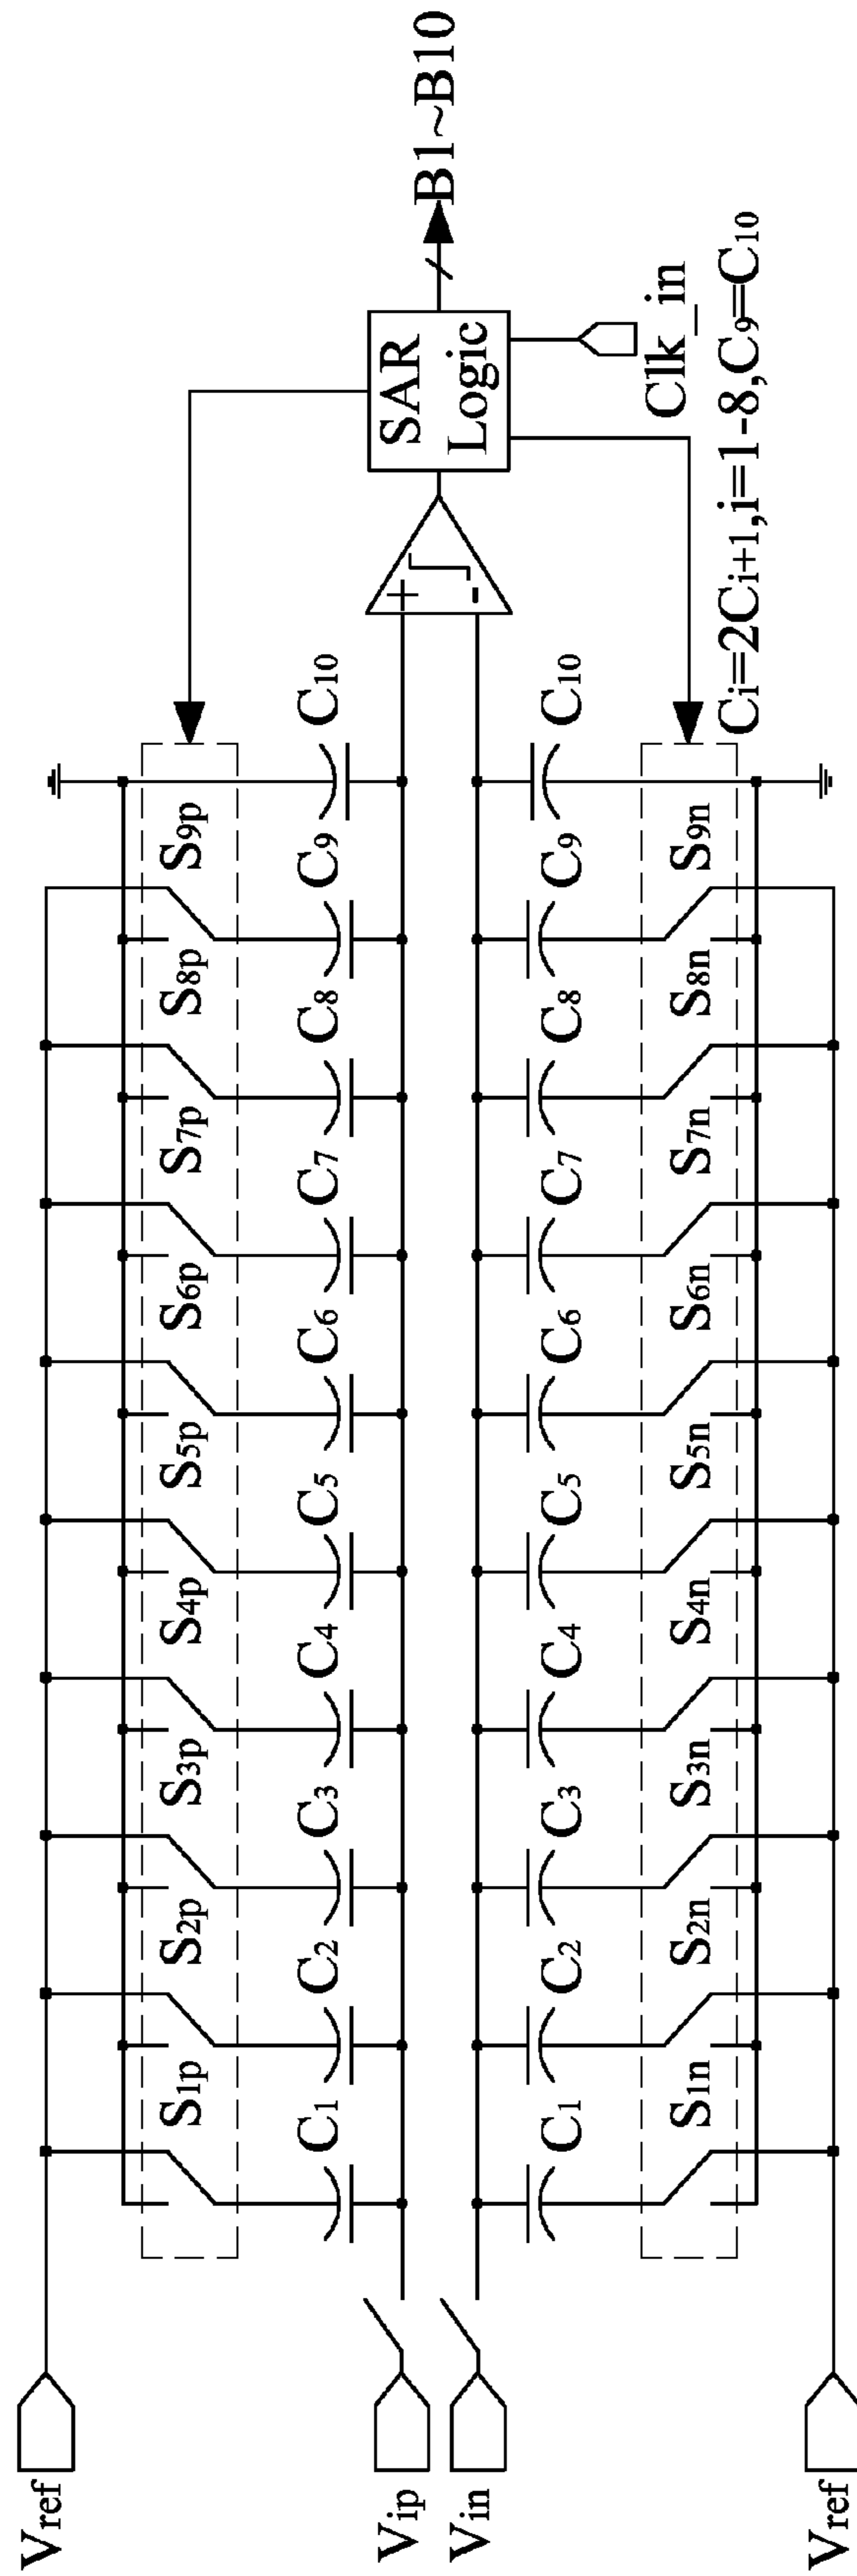 Vref
S1p S2p S3p S4p S5p S6p S7p S8p S9p
C1 C2 C3 C4 C5 C6 C7 C8 C9 C10
Vip
+
-
SAR
Logic
B1~B10
Vin
C1 C2 C3 C4 C5 C6 C7 C8 C9 C10
Clk_in
S1n S2n S3n S4n S5n S6n S7n S8n S9n
Ci=2Ci+1,i=1-8,C9=C10
Vref